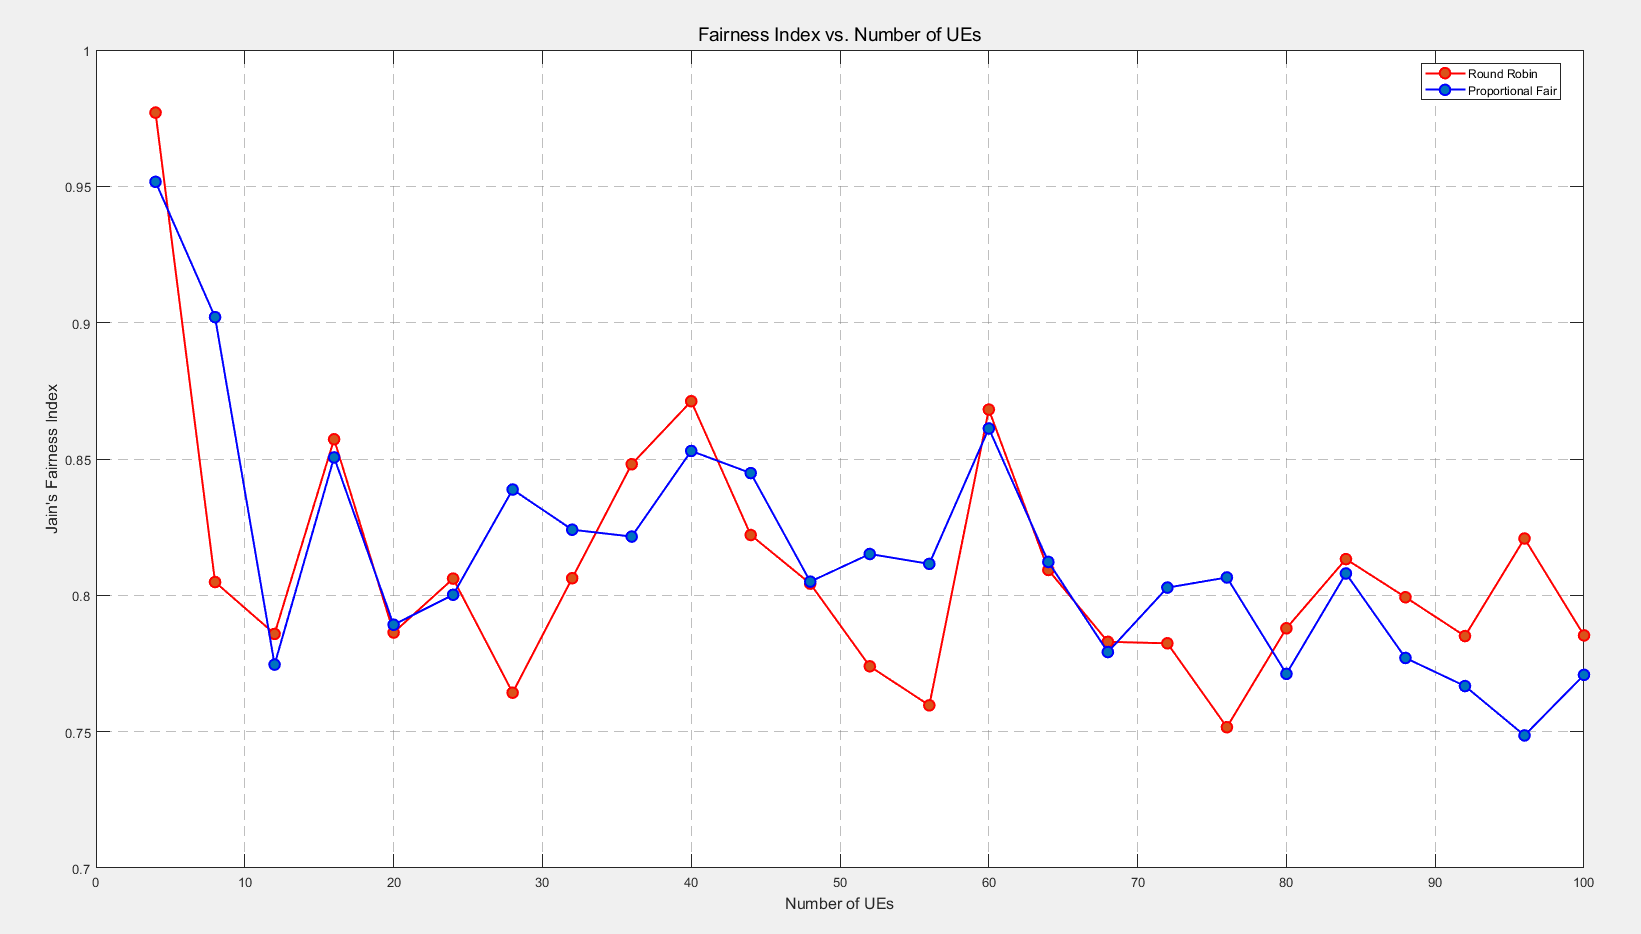 Fairness Index vs. Number of UEs
Round Robin
Proportional Fair
Jain's Fairness Index
1
0.95
0.9
0.85
0.8
0.75
0.7
0 10 20 30 40 50 60 70 80 90 100
Number of UEs